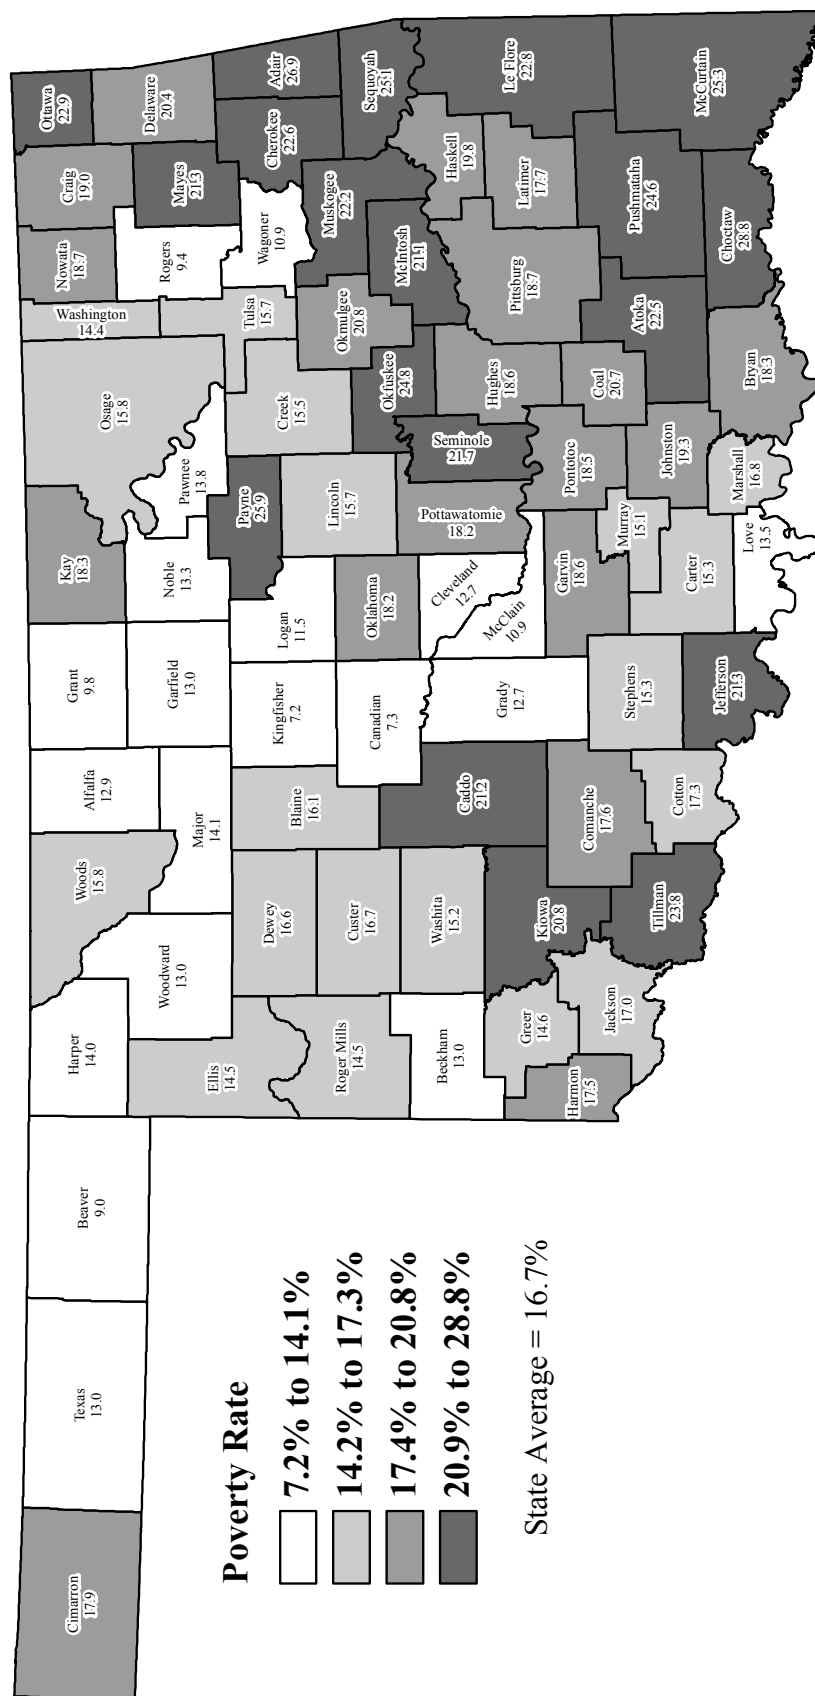 Cimarron
17.9
Texas
13.0
Beaver
9.0
Harper
14.0
Woods
15.8
Alfalfa
12.9
Grant
9.8
Kay
18.3
Osage
15.8
Washington
14.4
Nowata
18.7
Craig
19.0
Ottawa
22.9
Ellis
14.5
Woodward
13.0
Major
14.1
Garfield
13.0
Noble
13.3
Pawnee
13.8
Rogers
9.4
Mayes
21.3
Delaware
20.4
Dewey
16.6
Blaine
16.1
Kingfisher
7.2
Logan
11.5
Payne
25.9
Creek
15.5
Tulsa
15.7
Wagoner
10.9
Cherokee
22.6
Adair
26.9
Roger Mills
14.5
Custer
16.7
Canadian
7.3
Oklahoma
18.2
Lincoln
15.7
Okfuskee
24.8
Okmulgee
20.8
Muskogee
22.2
Sequoyah
25.1
Beckham
13.0
Washita
15.2
Caddo
21.2
Grady
12.7
Cleveland
12.7
McClain
10.9
Pottawatomie
18.2
Seminole
21.7
Hughes
18.6
McIntosh
21.1
Haskell
19.8
Le Flore
22.8
Greer
14.6
Kiowa
20.8
Comanche
17.6
Stephens
15.3
Garvin
18.6
Murray
15.1
Pontotoc
18.5
Coal
20.7
Pittsburg
18.7
Latimer
17.7
Harmon
17.5
Jackson
17.0
Tillman
23.8
Cotton
17.3
Jefferson
21.3
Carter
15.3
Love
13.5
Johnston
19.3
Marshall
16.8
Atoka
22.5
Bryan
18.3
Pushmataha
24.6
Choctaw
28.8
McCurtain
25.3
Poverty Rate
7.2% to 14.1%
14.2% to 17.3%
17.4% to 20.8%
20.9% to 28.8%
State Average = 16.7%